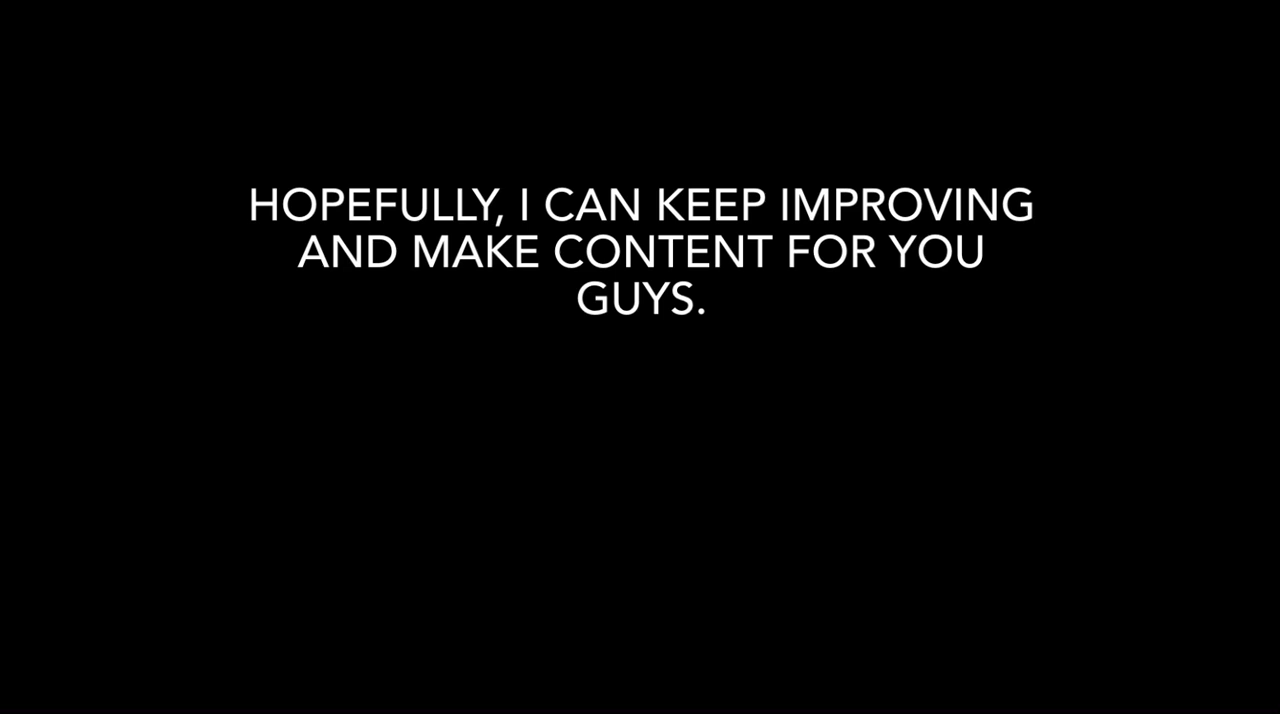 HOPEFULLY, I CAN KEEP IMPROVING
AND MAKE CONTENT FOR YOU
GUYS.